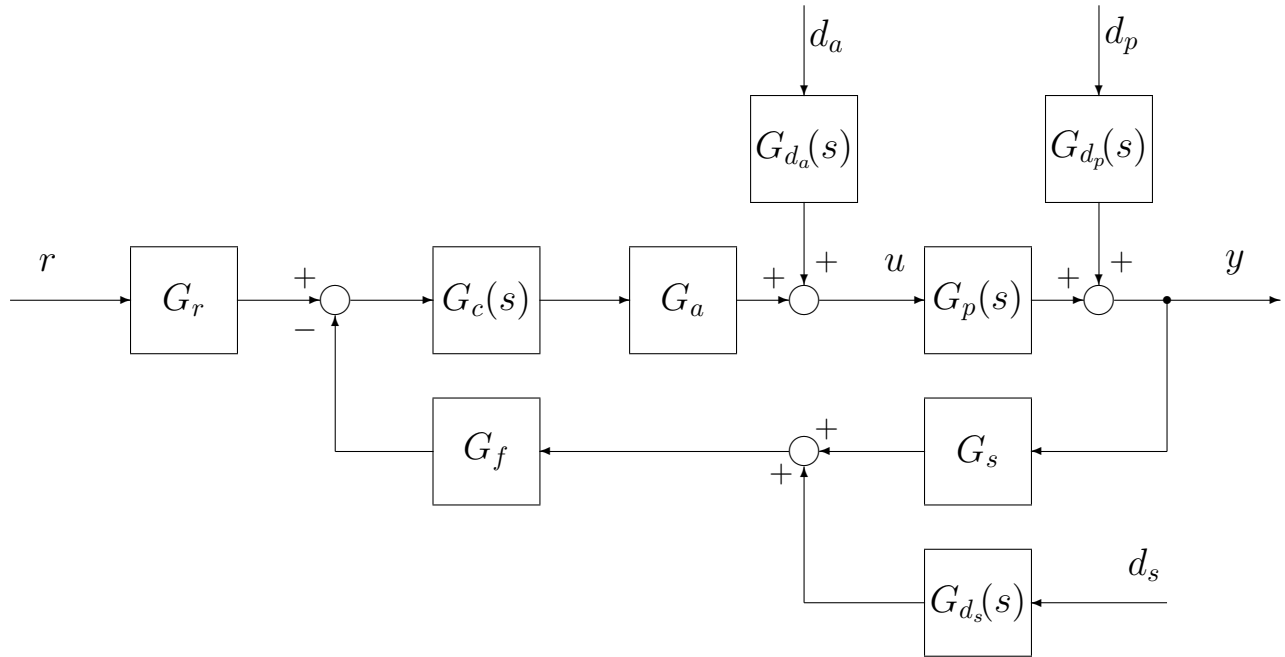 d_a
d_p
G_{d_a}(s)
G_{d_p}(s)
r
G_r
+
−
G_c(s)
G_a
+
+
u
G_p(s)
+
+
y
G_f
+
+
G_s
G_{d_s}(s)
d_s